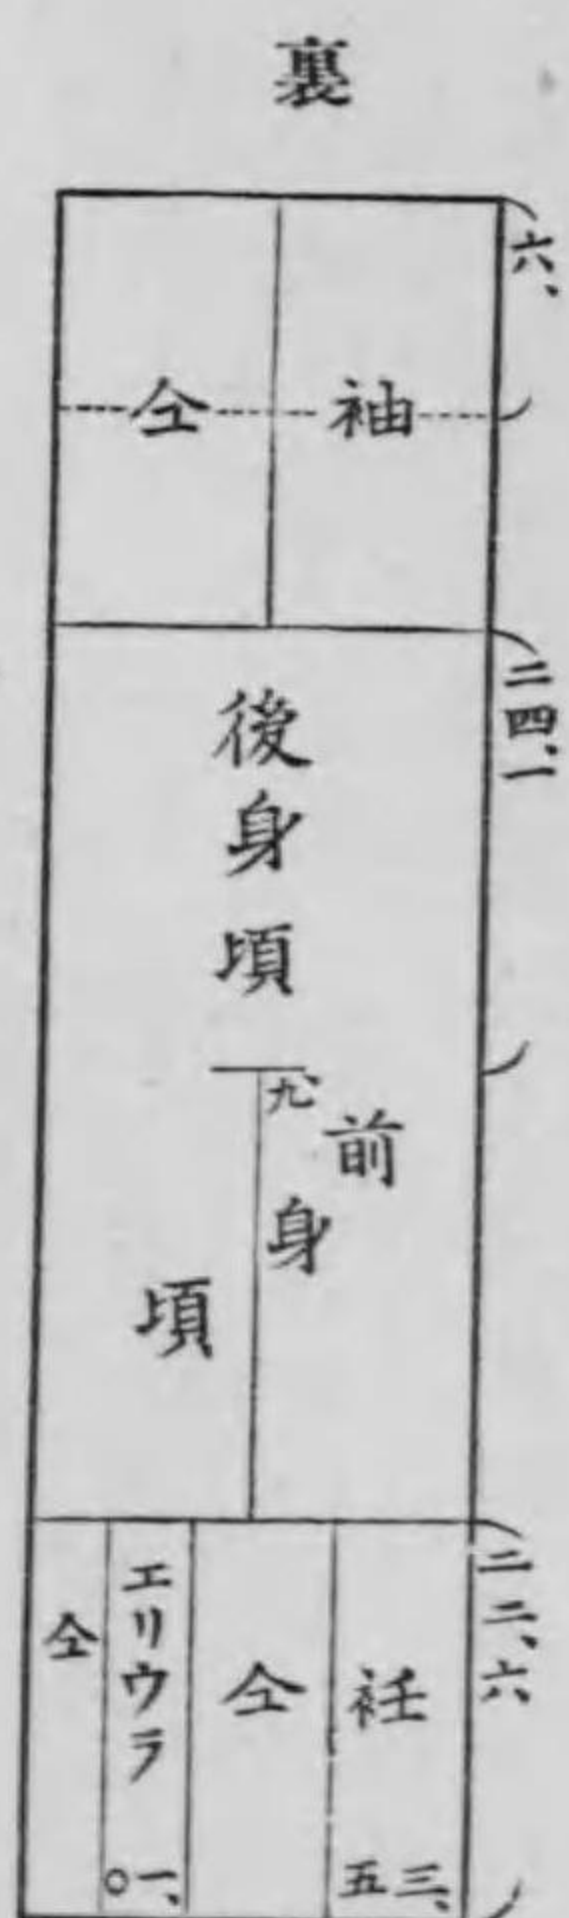 裏
六、
袖
仝
二四、一
後身頃
九、
前身頃
二二、六
衽
三、五
仝
エリウラ
一、〇
仝